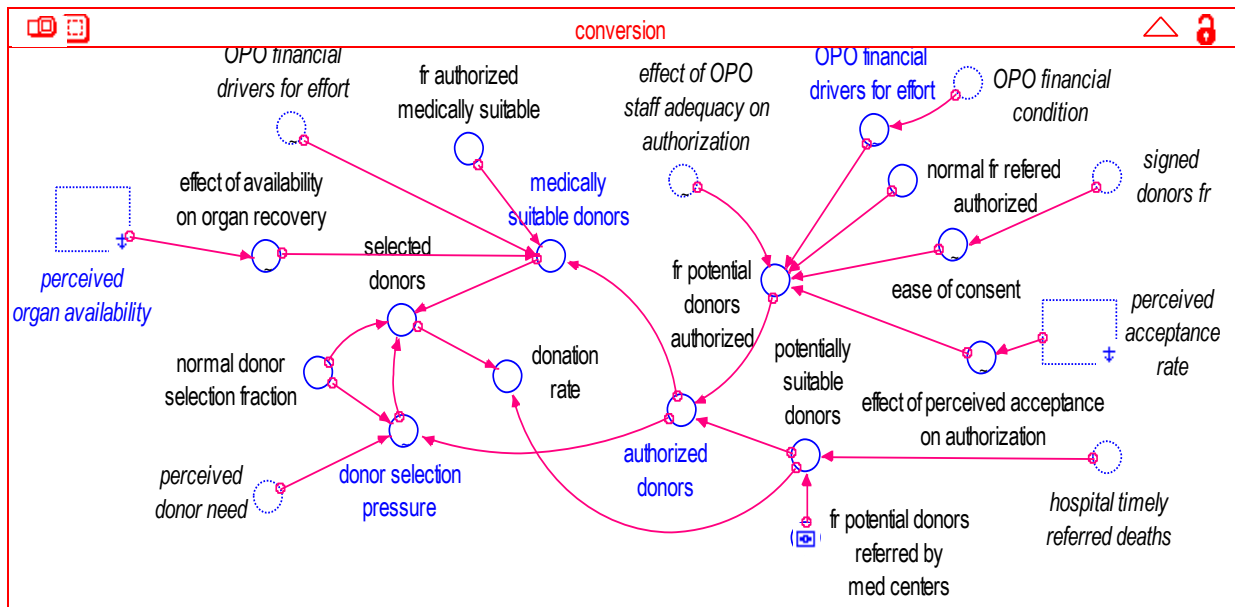 conversion
OPO financial
drivers for effort
fr authorized
medically suitable
effect of OPO
staff adequacy on
authorization
OPO financial
drivers for effort
OPO financial
condition
effect of availability
on organ recovery
medically
suitable donors
normal fr refered
authorized
signed
donors fr
selected
donors
perceived
organ availability
fr potential
donors
authorized
ease of consent
perceived
acceptance
rate
normal donor
selection fraction
donation
rate
potentially
suitable
donors
effect of perceived acceptance
on authorization
perceived
donor need
donor selection
pressure
authorized
donors
hospital timely
referred deaths
fr potential donors
referred by
med centers